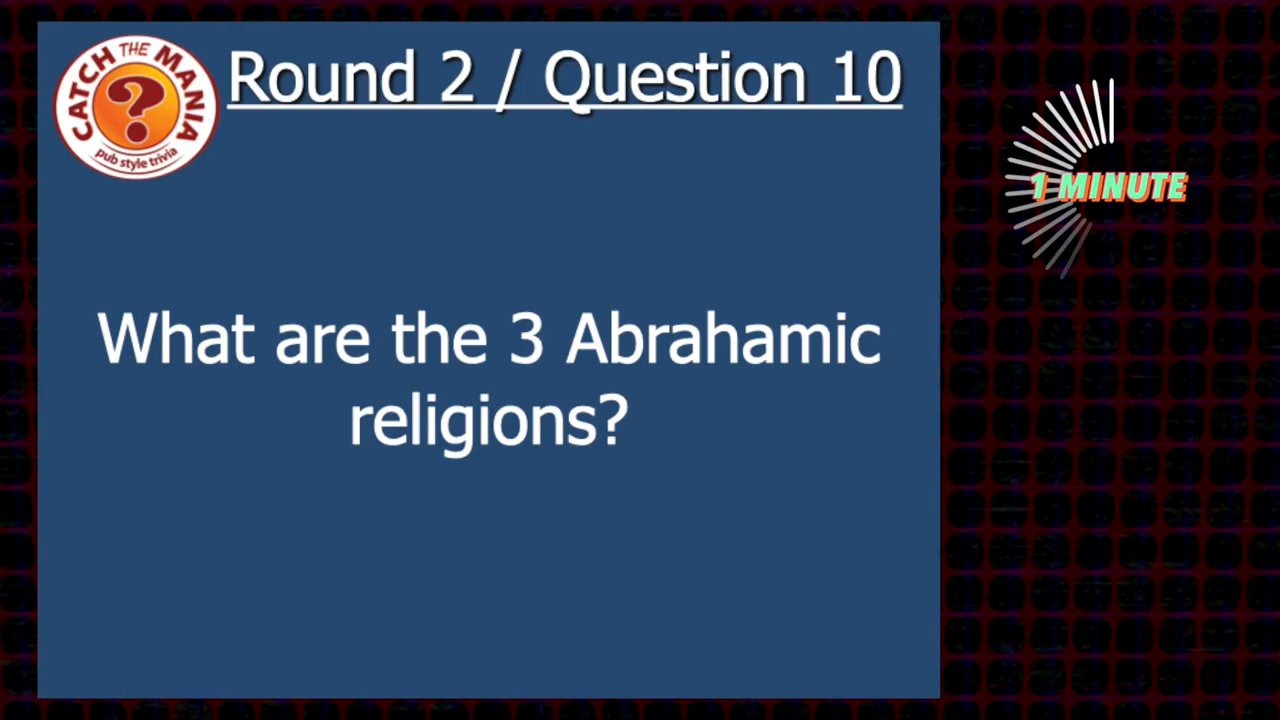 CATCH THE MANIA
pub style trivia
Round 2 / Question 10
1 MINUTE
What are the 3 Abrahamic
religions?